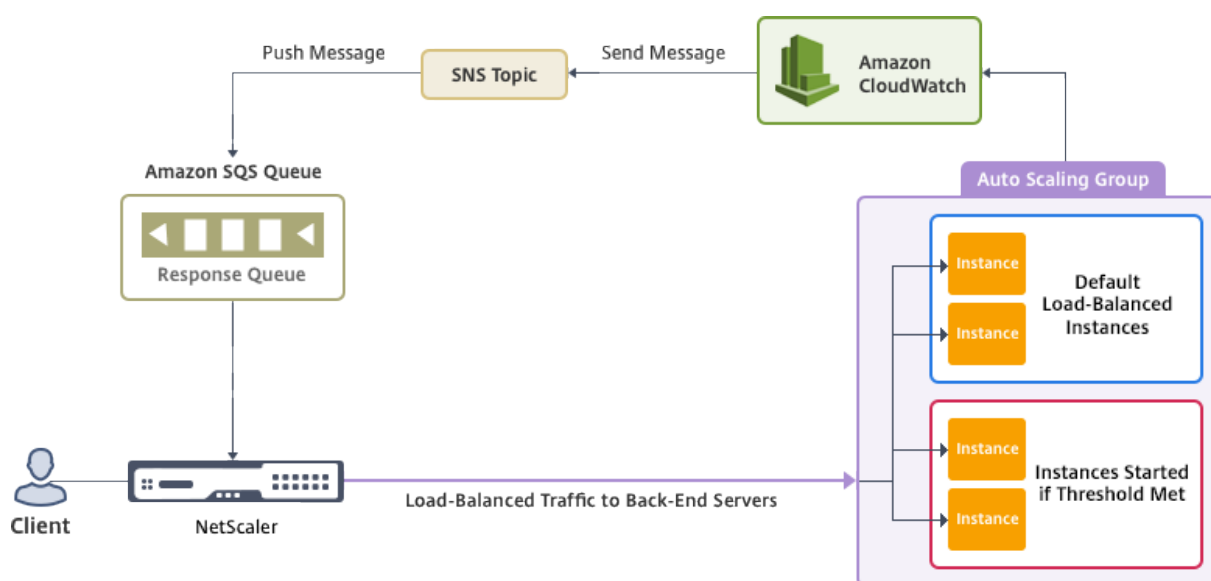 Push Message
SNS Topic
Send Message
Amazon
CloudWatch
Amazon SQS Queue
Response Queue
Auto Scaling Group
Instance
Instance
Default
Load-Balanced
Instances
Instance
Instance
Instances Started
if Threshold Met
Client
NetScaler
Load-Balanced Traffic to Back-End Servers